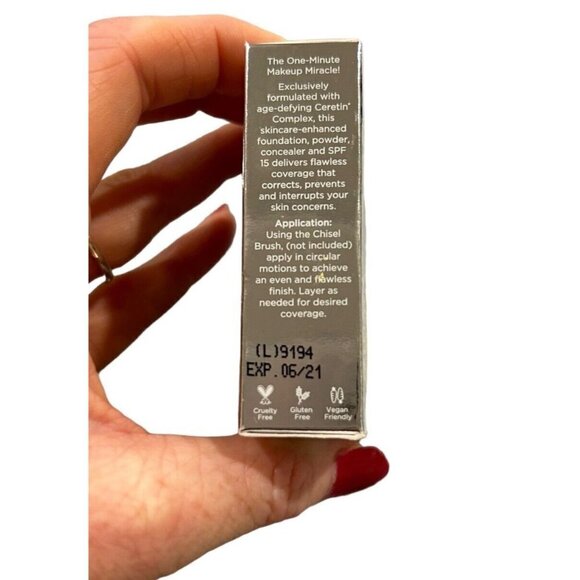 The One-Minute
Makeup Miracle!
Exclusively
formulated with
age-defying Ceretin™
Complex, this
skincare-enhanced
foundation, powder,
concealer and SPF
15 delivers flawless
coverage that
corrects, prevents
and interrupts your
skin concerns.
Application:
Using the Chisel
Brush, (not included)
apply in circular
motions to achieve
an even and flawless
finish. Layer as
needed for desired
coverage.
(L)9194
EXP.06/21
Cruelty Free
Gluten Free
Vegan Friendly